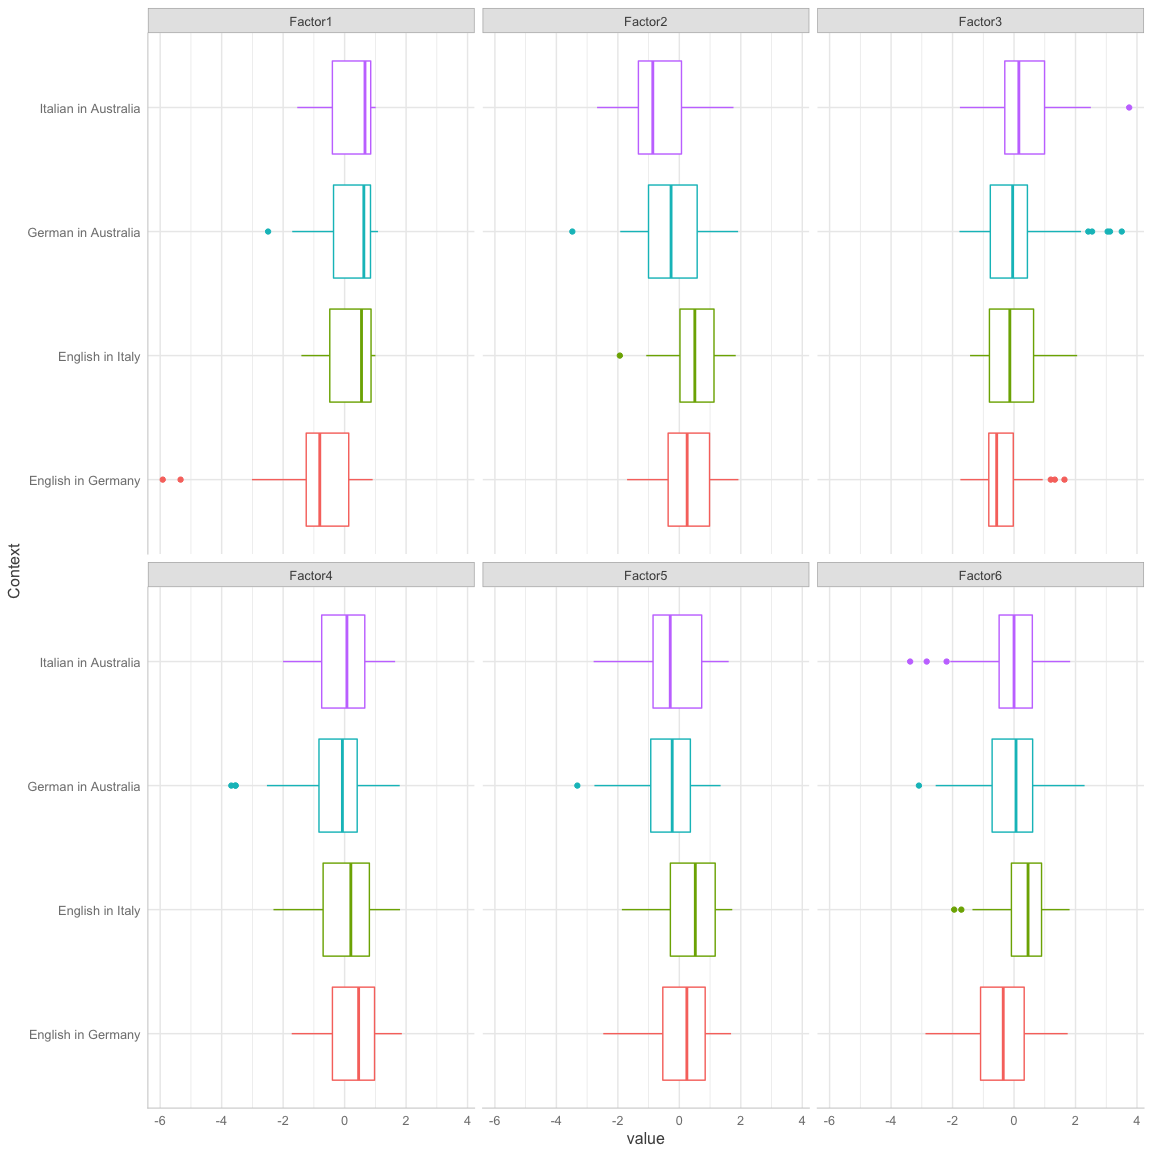 Factor1 Factor2 Factor3
Italian in Australia
German in Australia
English in Italy
English in Germany
Context
Factor4 Factor5 Factor6
Italian in Australia
German in Australia
English in Italy
English in Germany
-6 -4 -2 0 2 4 -6 -4 -2 0 2 4 -6 -4 -2 0 2 4
value